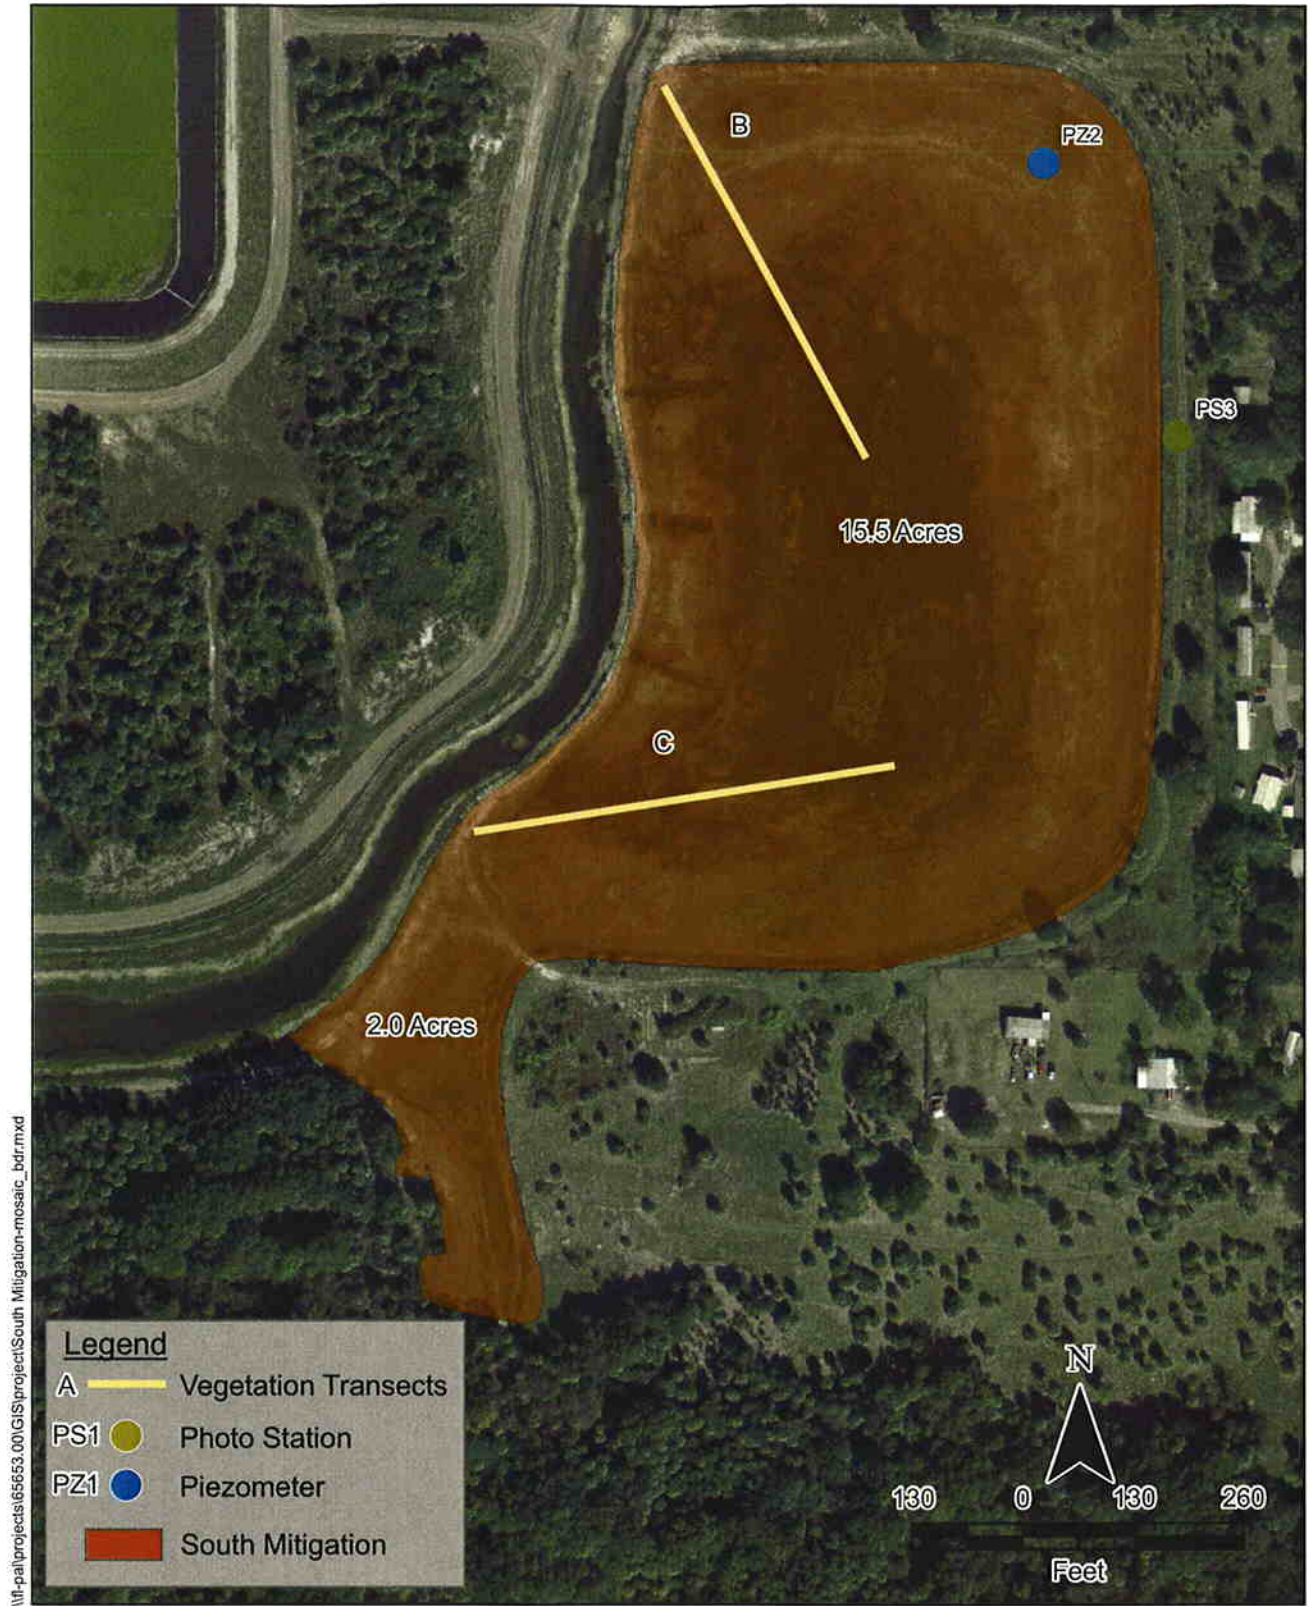 B
PZ2
PS3
15.5 Acres
C
2.0 Acres
Legend
A Vegetation Transects
PS1 Photo Station
PZ1 Piezometer
South Mitigation
N
130 0 130 260
Feet
\\fl-pal\projects\65653.00\GIS\project\South Mitigation-mosaic_bdr.mxd